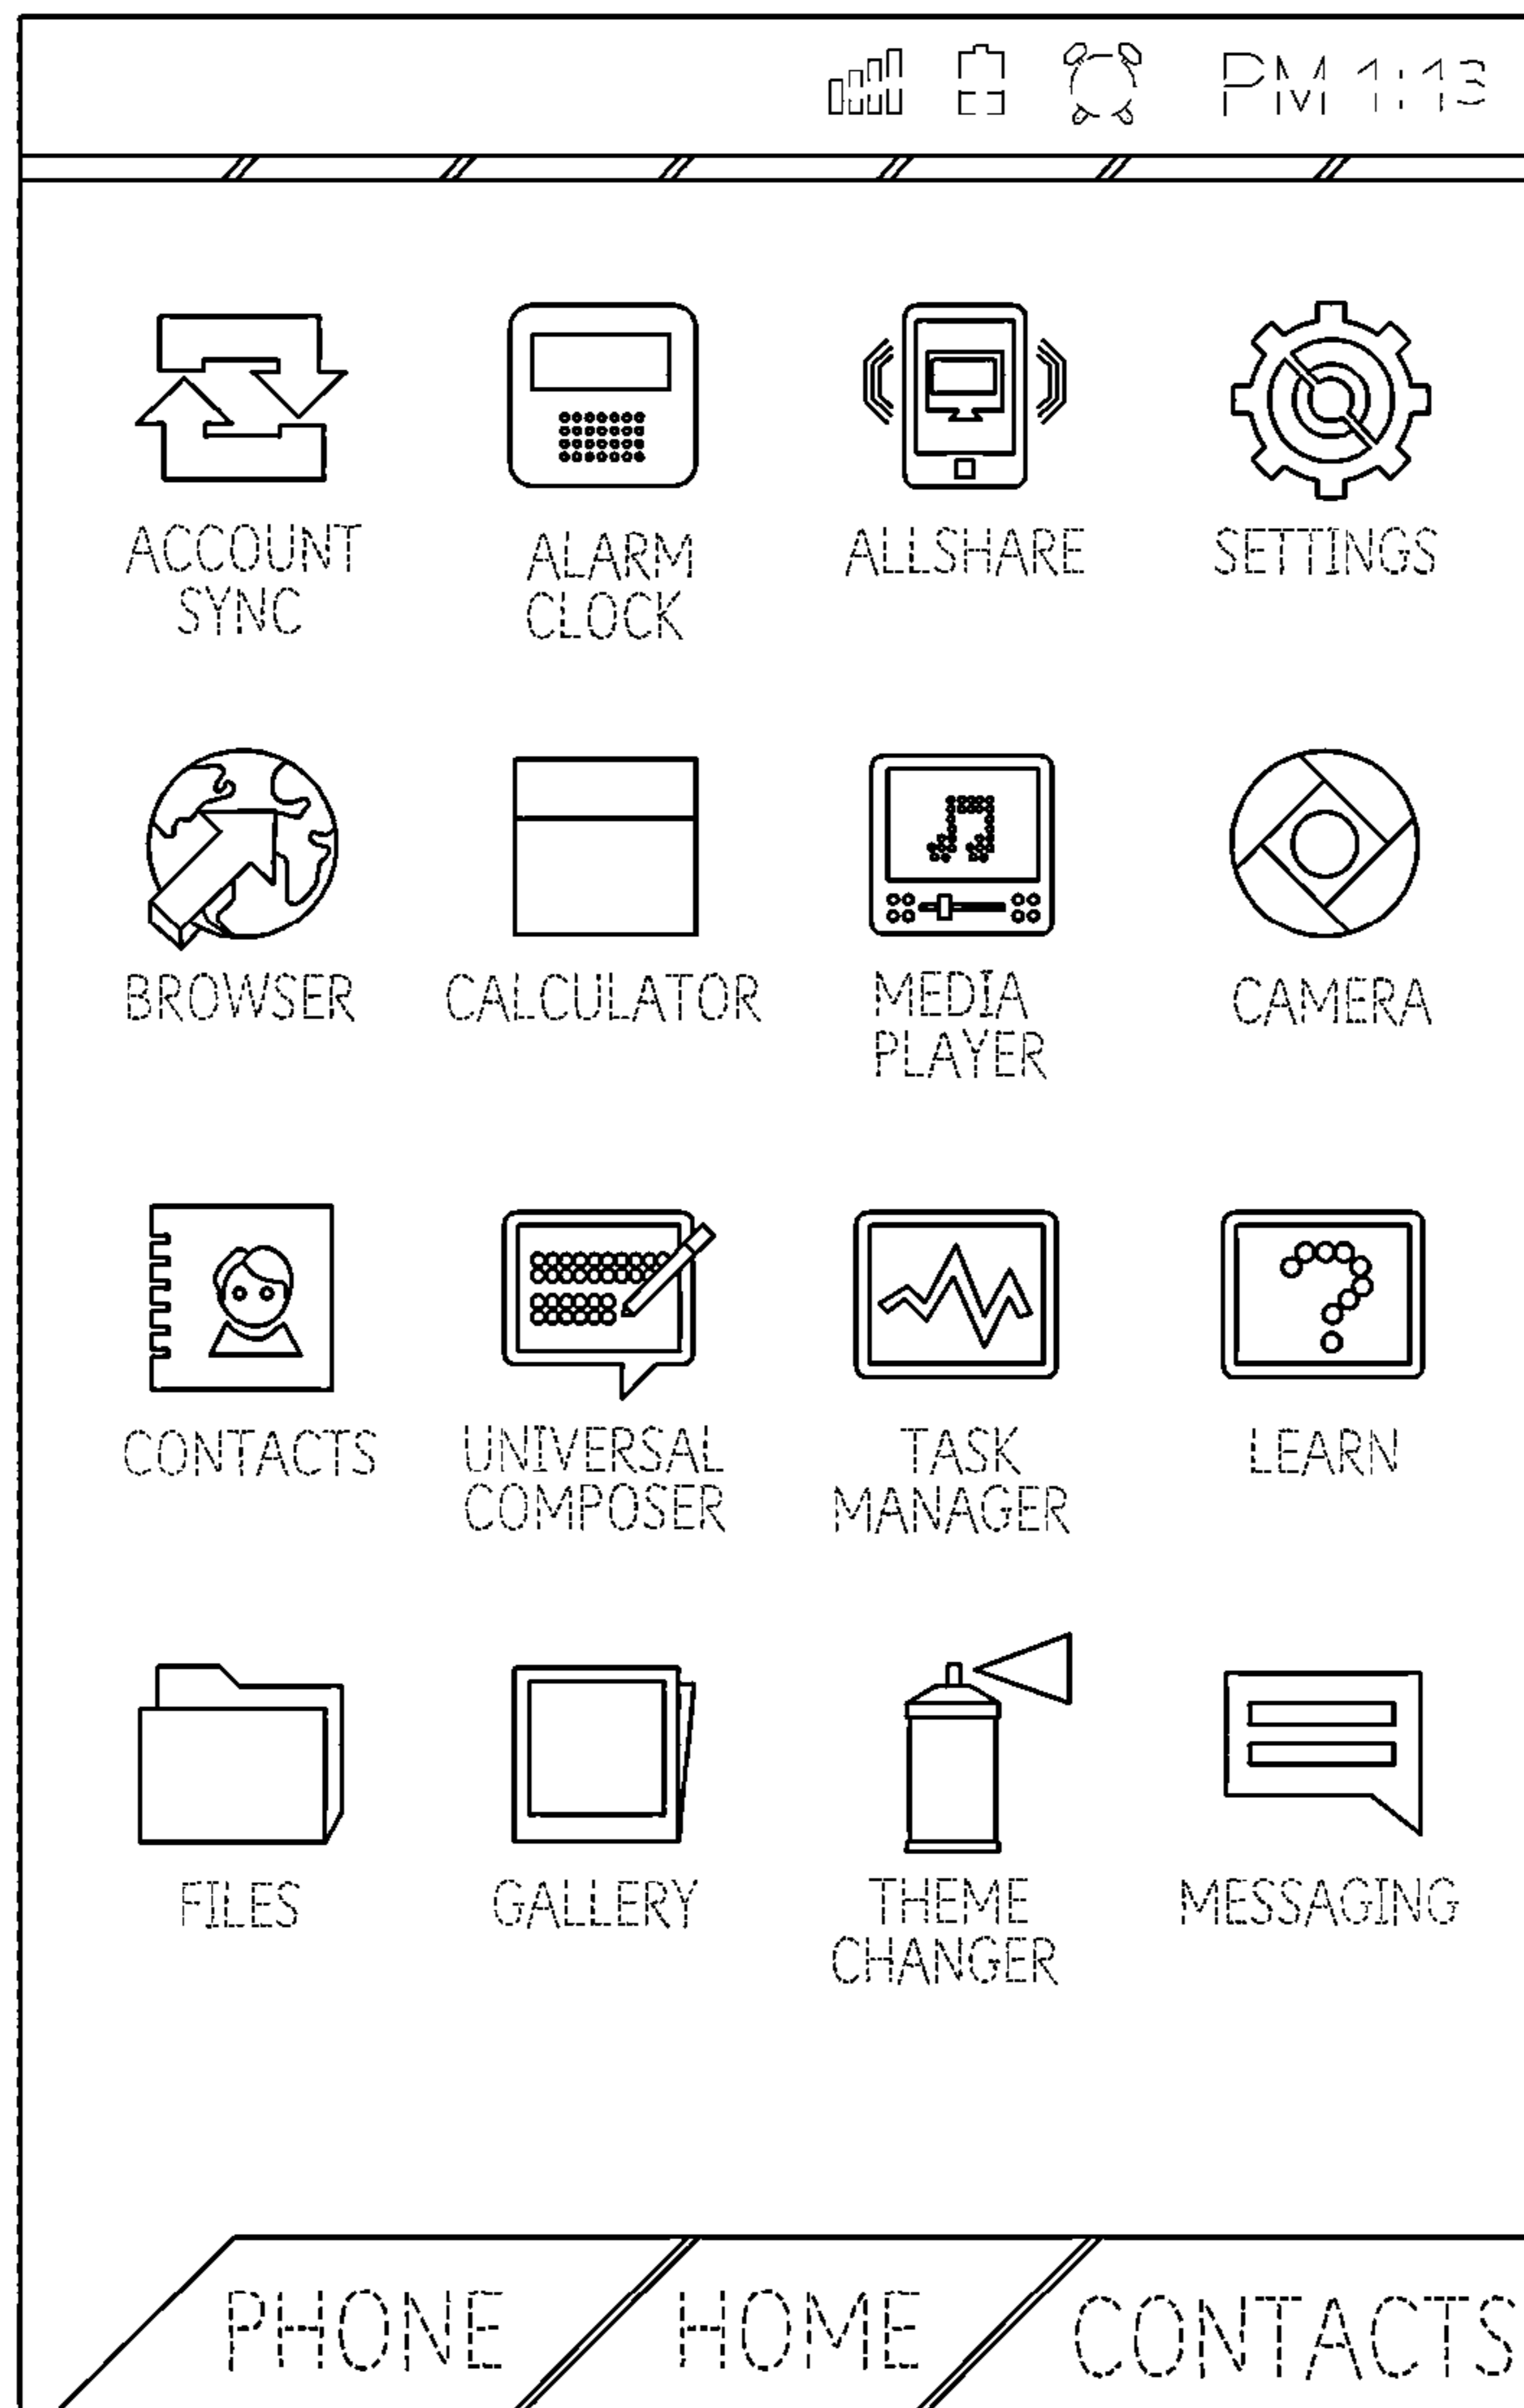 PM 1:13
ACCOUNT
SYNC
ALARM
CLOCK
ALLSHARE
SETTINGS
BROWSER
CALCULATOR
MEDIA
PLAYER
CAMERA
CONTACTS
UNIVERSAL
COMPOSER
TASK
MANAGER
LEARN
FILES
GALLERY
THEME
CHANGER
MESSAGING
PHONE
HOME
CONTACTS